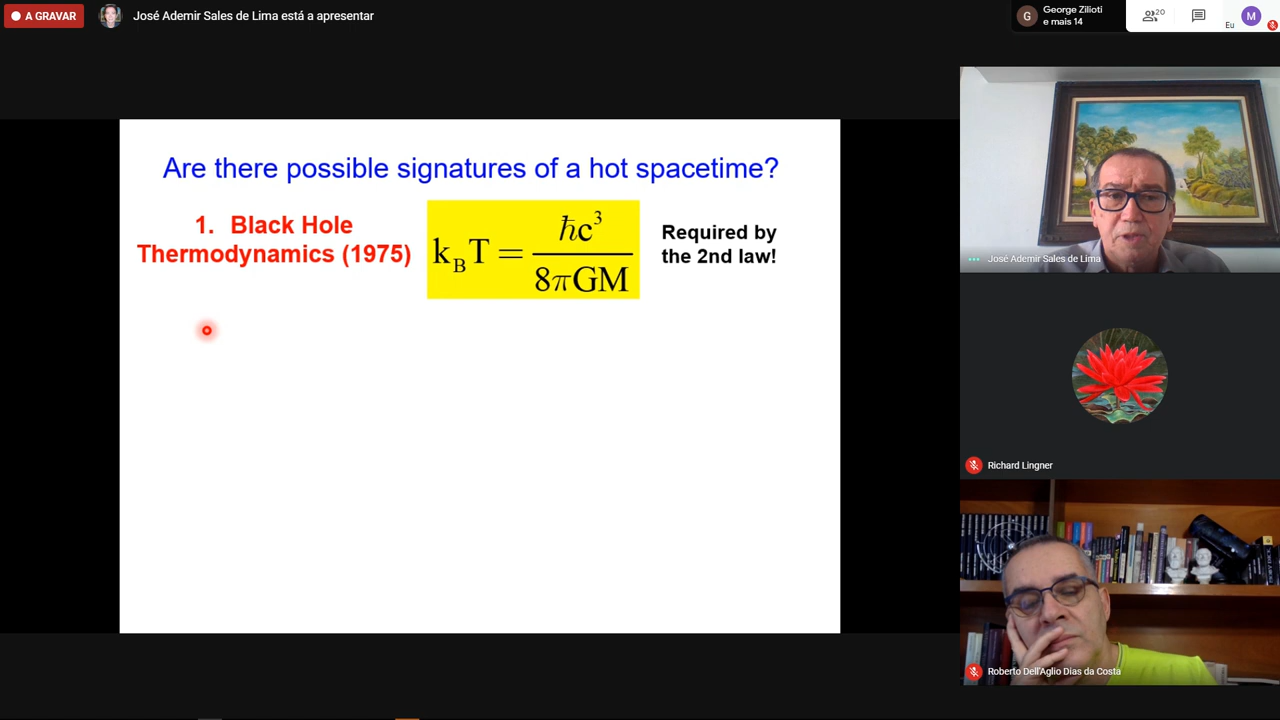 A GRAVAR
José Ademir Sales de Lima está a apresentar
G
George Zilioti
e mais 14
20
Eu
M
Are there possible signatures of a hot spacetime?
1. Black Hole
Thermodynamics (1975)
k_B T = ħc³ / 8πGM
Required by
the 2nd law!
José Ademir Sales de Lima
Richard Lingner
Roberto Dell'Aglio Dias da Costa